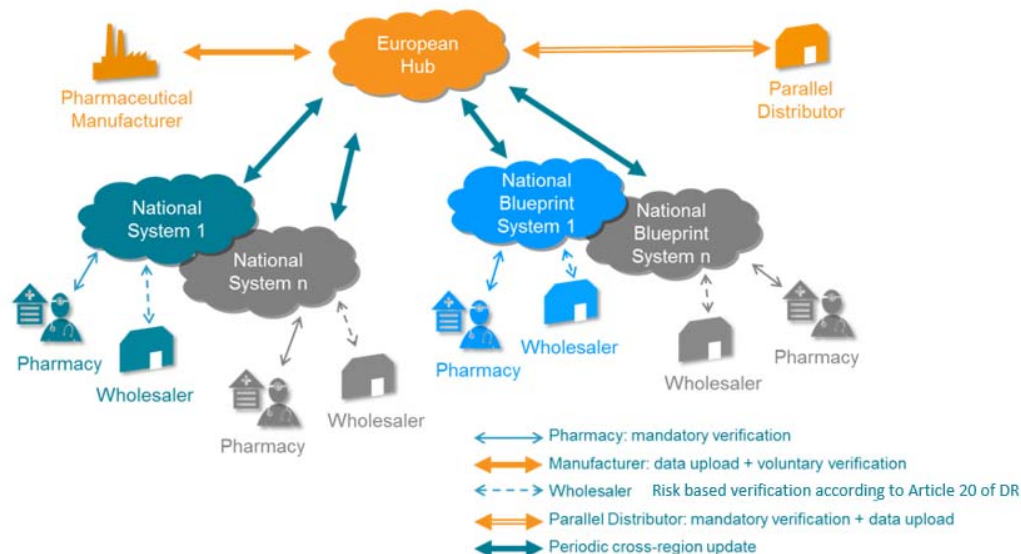 European
Hub
Pharmaceutical
Manufacturer
Parallel
Distributor
National
System 1
National
System n
National
Blueprint
System 1
National
Blueprint
System n
Pharmacy
Wholesaler
Pharmacy
Wholesaler
Pharmacy
Wholesaler
Wholesaler
Pharmacy
Pharmacy: mandatory verification
Manufacturer: data upload + voluntary verification
Wholesaler Risk based verification according to Article 20 of DR
Parallel Distributor: mandatory verification + data upload
Periodic cross-region update